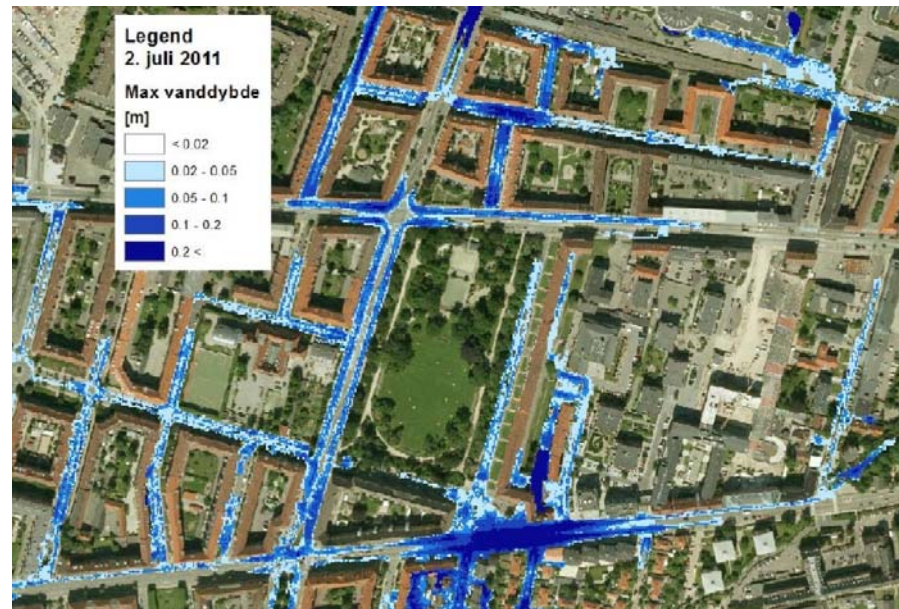 Legend
2. juli 2011
Max vanddybde
[m]
< 0.02
0.02 - 0.05
0.05 - 0.1
0.1 - 0.2
0.2 <